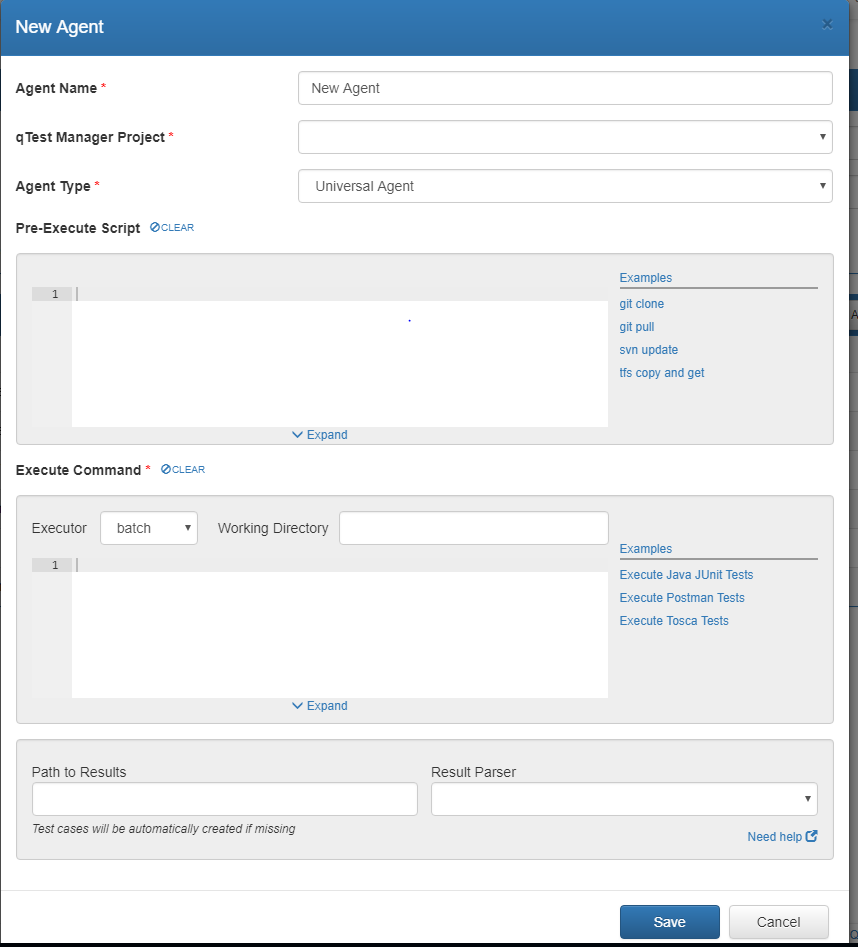 New Agent ×
Agent Name * New Agent
qTest Manager Project *
Agent Type * Universal Agent
Pre-Execute Script CLEAR
1
Examples
git clone
git pull
svn update
tfs copy and get
Expand
Execute Command * CLEAR
Executor batch Working Directory
1
Examples
Execute Java JUnit Tests
Execute Postman Tests
Execute Tosca Tests
Expand
Path to Results Result Parser
Test cases will be automatically created if missing
Need help
Save Cancel